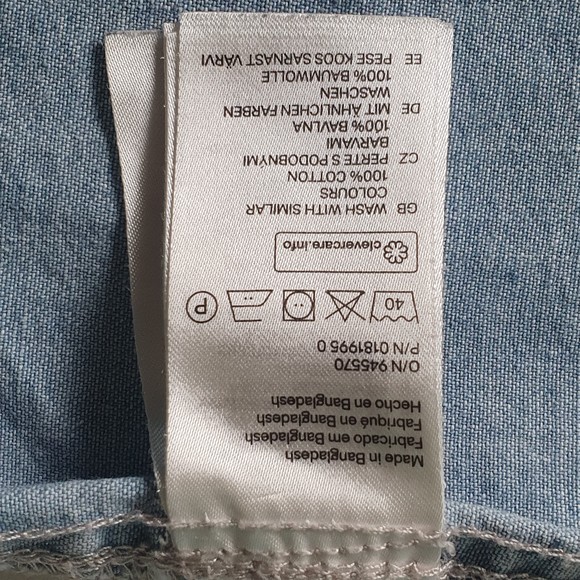 Made in Bangladesh
Fabricado em Bangladesh
Fabriqué en Bangladesh
Hecho en Bangladesh
O/N 945570
P/N 0181995 0
40
P
clevercare.info
GB WASH WITH SIMILAR
COLOURS
100% COTTON
CZ PERTE S PODOBNÝMI
BARVAMI
100% BAVLNA
DE MIT ÄHNLICHEN FARBEN
WASCHEN
100% BAUMWOLLE
EE PESE KOOS SARNAST VÄRVI